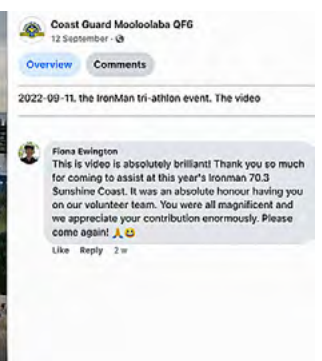 Coast Guard Mooloolaba QF6
12 September ·
Overview Comments
2022-09-11. the IronMan tri-athlon event. The video
Fiona Ewington
This is video is absolutely brilliant! Thank you so much
for coming to assist at this year's Ironman 70.3
Sunshine Coast. It was an absolute honour having you
on our volunteer team. You were all magnificent and
we appreciate your contribution enormously. Please
come again! 🙏😃
Like Reply 2 w